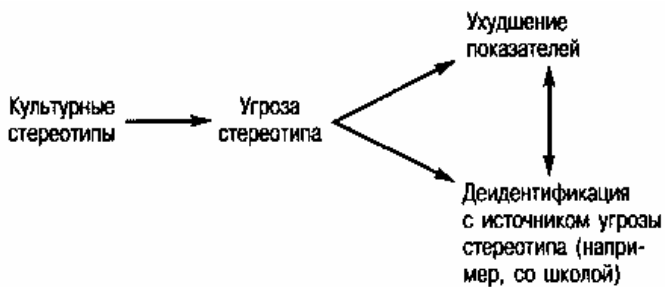 Культурные
стереотипы
Угроза
стереотипа
Ухудшение
показателей
Деидентификация
с источником угрозы
стереотипа (напри-
мер, со школой)